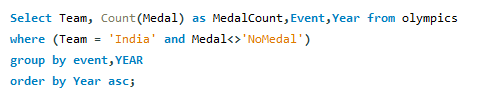 Select Team, Count(Medal) as MedalCount,Event,Year from olympics
where (Team = 'India' and Medal<>'NoMedal')
group by event,YEAR
order by Year asc;